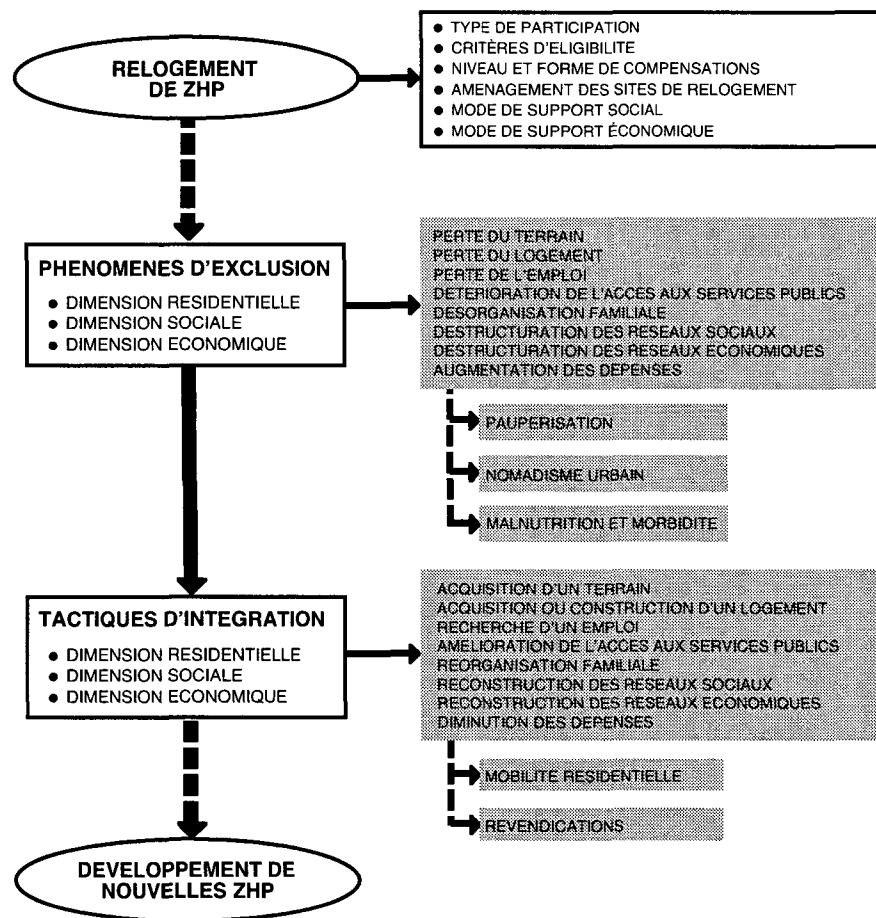 RELOGEMENT
DE ZHP
● TYPE DE PARTICIPATION
● CRITÈRES D'ELIGIBILITE
● NIVEAU ET FORME DE COMPENSATIONS
● AMENAGEMENT DES SITES DE RELOGEMENT
● MODE DE SUPPORT SOCIAL
● MODE DE SUPPORT ÉCONOMIQUE
PHENOMENES D'EXCLUSION
● DIMENSION RESIDENTIELLE
● DIMENSION SOCIALE
● DIMENSION ECONOMIQUE
PERTE DU TERRAIN
PERTE DU LOGEMENT
PERTE DE L'EMPLOI
DETERIORATION DE L'ACCES AUX SERVICES PUBLICS
DESORGANISATION FAMILIALE
DESTRUCTURATION DES RESEAUX SOCIAUX
DESTRUCTURATION DES RESEAUX ECONOMIQUES
AUGMENTATION DES DEPENSES
PAUPERISATION
NOMADISME URBAIN
MALNUTRITION ET MORBIDITE
TACTIQUES D'INTEGRATION
● DIMENSION RESIDENTIELLE
● DIMENSION SOCIALE
● DIMENSION ECONOMIQUE
ACQUISITION D'UN TERRAIN
ACQUISITION OU CONSTRUCTION D'UN LOGEMENT
RECHERCHE D'UN EMPLOI
AMELIORATION DE L'ACCES AUX SERVICES PUBLICS
REORGANISATION FAMILIALE
RECONSTRUCTION DES RESEAUX SOCIAUX
RECONSTRUCTION DES RESEAUX ECONOMIQUES
DIMINUTION DES DEPENSES
MOBILITE RESIDENTIELLE
REVENDICATIONS
DEVELOPPEMENT DE
NOUVELLES ZHP